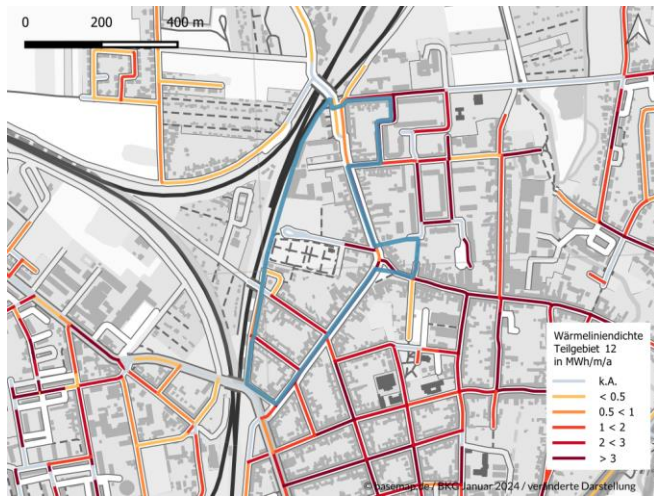 0 200 400 m
Wärmeliniendichte
Teilgebiet 12
in MWh/m/a
k.A.
< 0.5
0.5 < 1
1 < 2
2 < 3
> 3
© basemap.de / BKG Januar 2024 / veränderte Darstellung